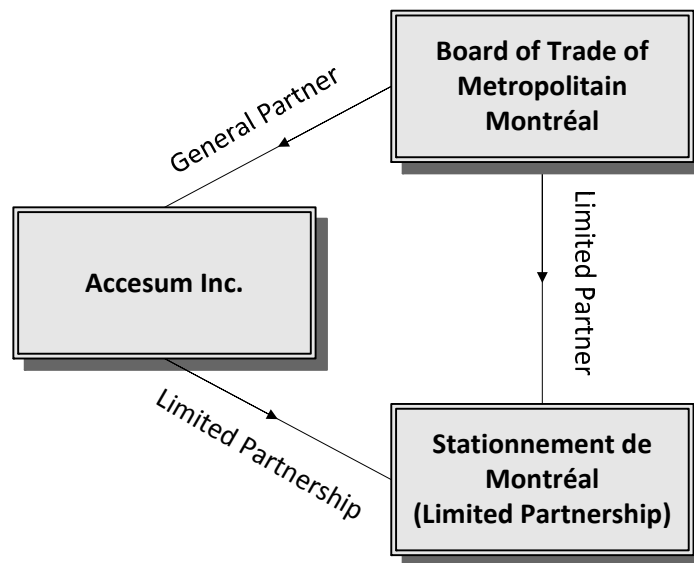 Board of Trade of
Metropolitain
Montréal
General Partner
Limited Partner
Accesum Inc.
Limited Partnership
Stationnement de
Montréal
(Limited Partnership)